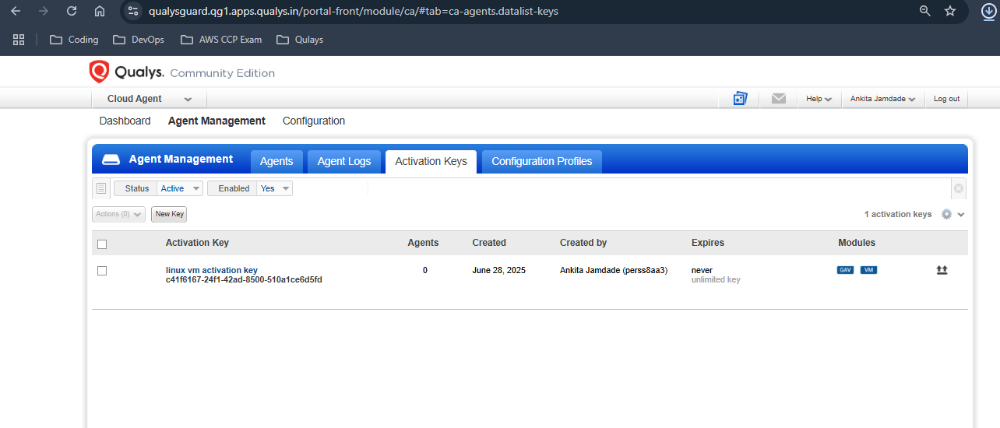 qualysguard.qg1.apps.qualys.in/portal-front/module/ca/#tab=ca-agents.datalist-keys
Coding DevOps AWS CCP Exam Qulays
Qualys. Community Edition
Cloud Agent Help Ankita Jamdade Log out
Dashboard Agent Management Configuration
Agent Management Agents Agent Logs Activation Keys Configuration Profiles
Status Active Enabled Yes
Actions (0) New Key 1 activation keys
Activation Key Agents Created Created by Expires Modules
linux vm activation key 0 June 28, 2025 Ankita Jamdade (perss8aa3) never GAV VM
c41f6167-24f1-42ad-8500-510a1ce6d5fd unlimited key